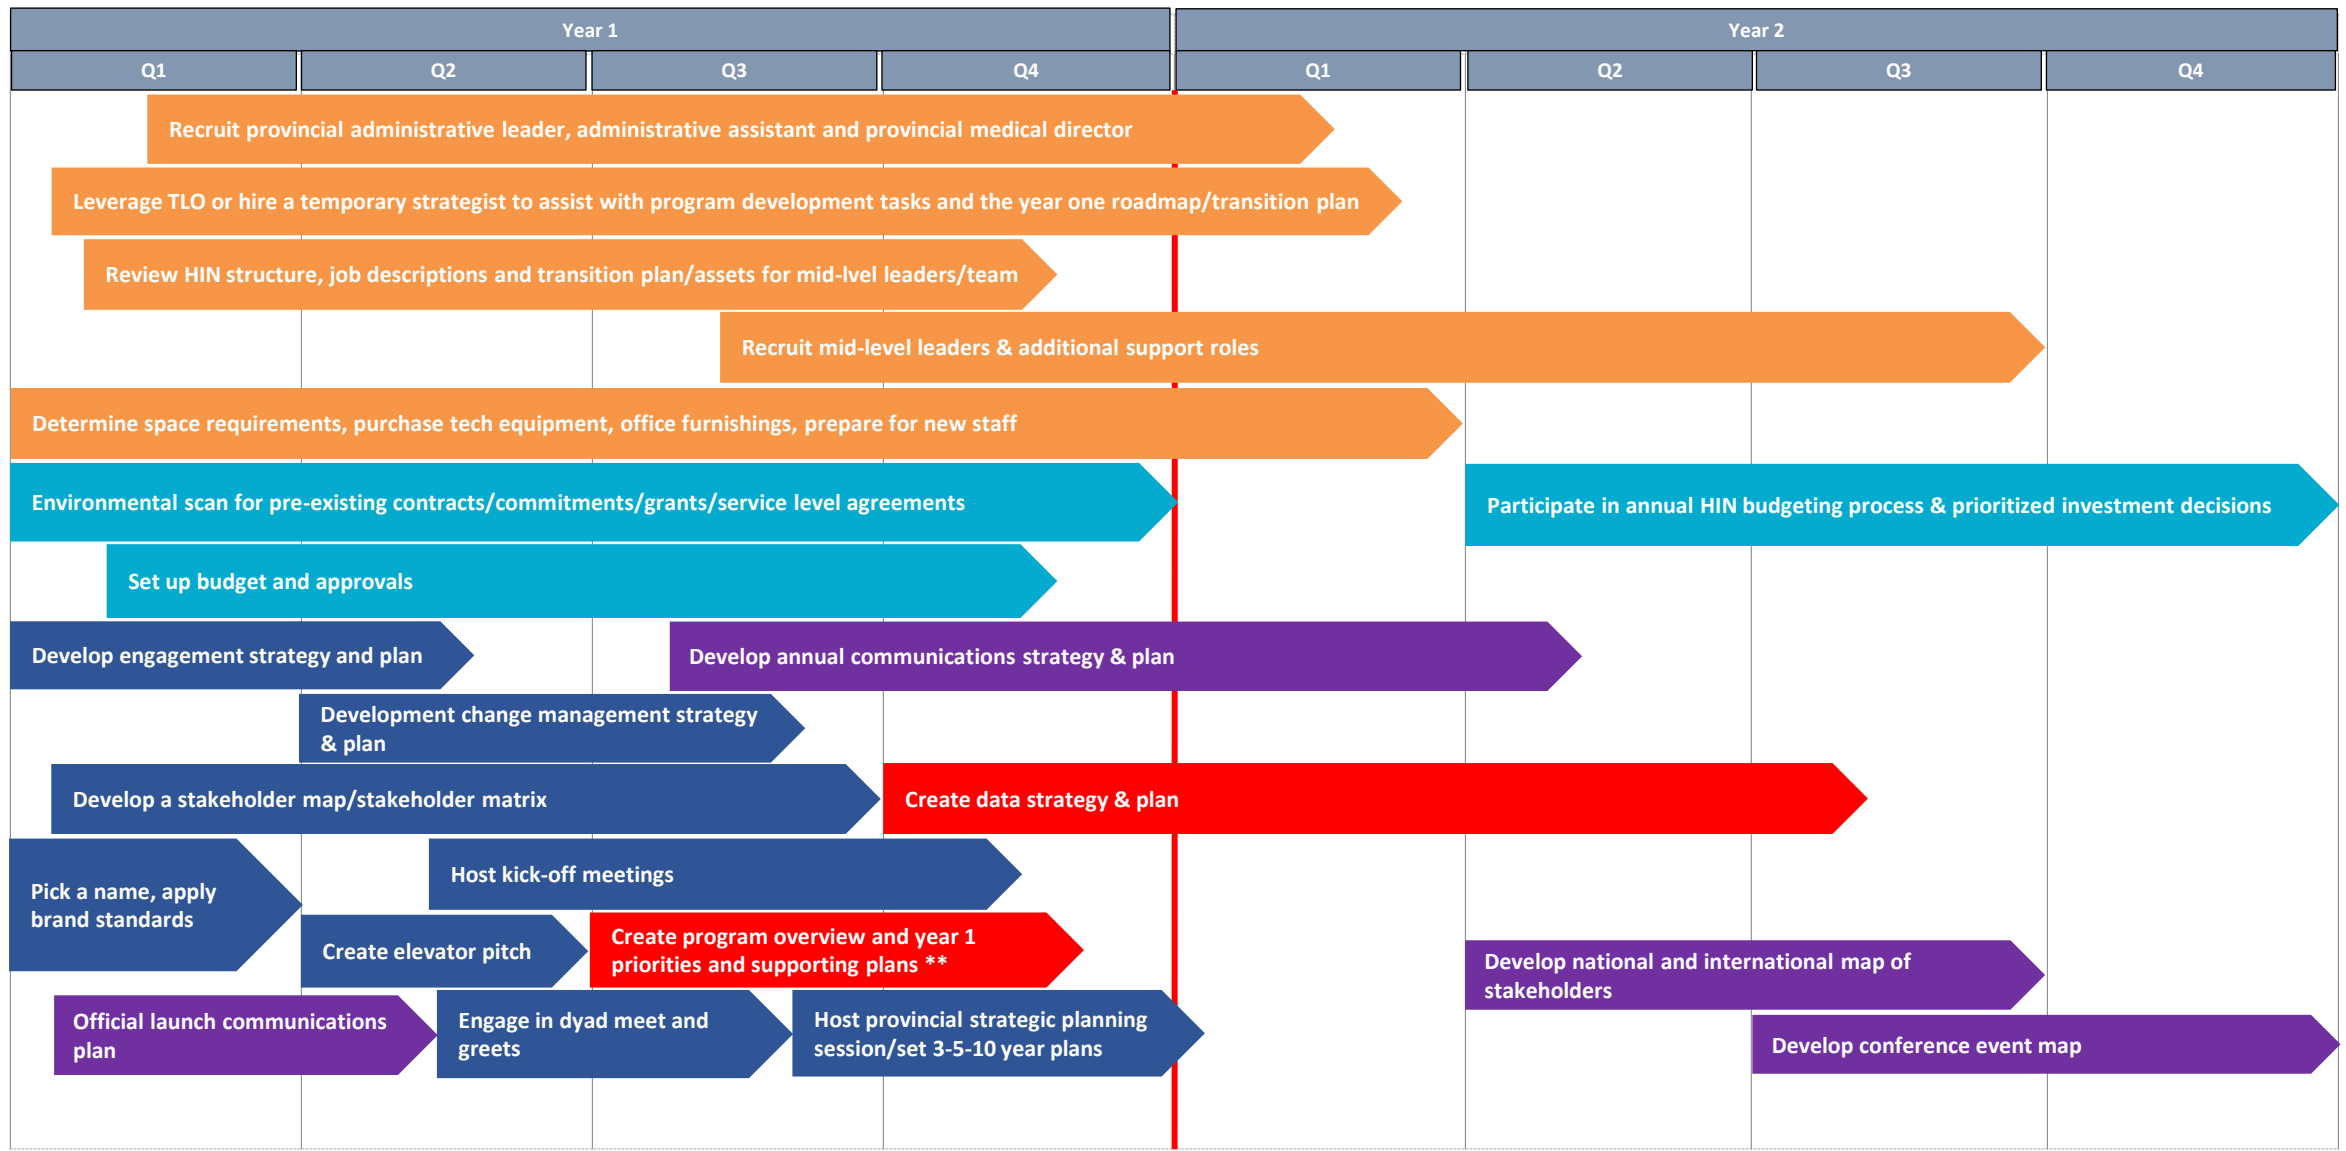 Year 1
Year 2
Q1
Q2
Q3
Q4
Q1
Q2
Q3
Q4
Recruit provincial administrative leader, administrative assistant and provincial medical director
Leverage TLO or hire a temporary strategist to assist with program development tasks and the year one roadmap/transition plan
Review HIN structure, job descriptions and transition plan/assets for mid-lvel leaders/team
Recruit mid-level leaders & additional support roles
Determine space requirements, purchase tech equipment, office furnishings, prepare for new staff
Environmental scan for pre-existing contracts/commitments/grants/service level agreements
Participate in annual HIN budgeting process & prioritized investment decisions
Set up budget and approvals
Develop engagement strategy and plan
Develop annual communications strategy & plan
Development change management strategy
& plan
Develop a stakeholder map/stakeholder matrix
Create data strategy & plan
Pick a name, apply
brand standards
Host kick-off meetings
Create elevator pitch
Create program overview and year 1
priorities and supporting plans **
Develop national and international map of
stakeholders
Official launch communications
plan
Engage in dyad meet and
greets
Host provincial strategic planning
session/set 3-5-10 year plans
Develop conference event map